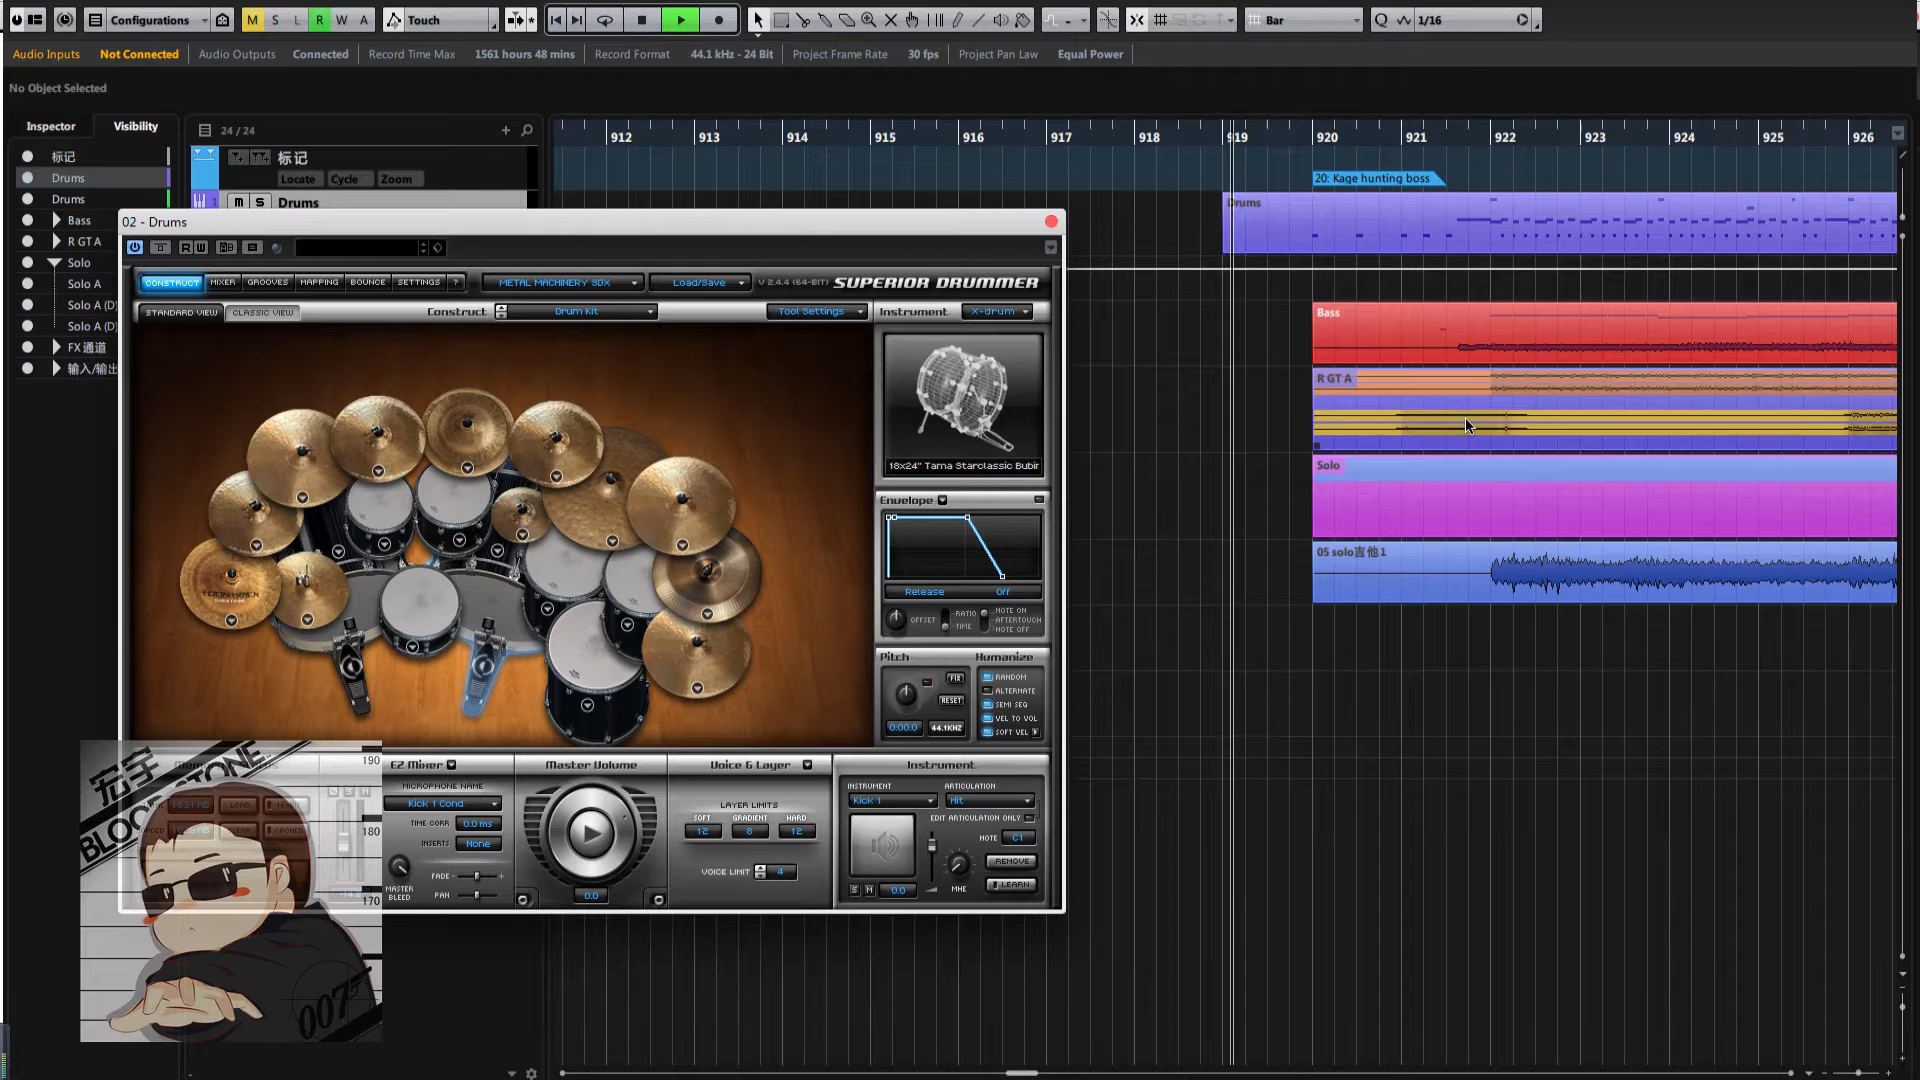 Configurations
M S L R W A
Touch
Bar
Q 1/16
Audio Inputs Not Connected Audio Outputs Connected Record Time Max 1561 hours 48 mins Record Format 44.1 kHz - 24 Bit Project Frame Rate 30 fps Project Pan Law Equal Power
No Object Selected
Inspector Visibility
24 / 24
标记
Drums
Drums
Bass
R GT A
Solo
Solo A
Solo A (D)
Solo A (D)
FX通道
输入/输出
标记
Locate Cycle Zoom
1 m S Drums
912 913 914 915 916 917 918 919 920 921 922 923 924 925 926
20: Kage hunting boss
Drums
Bass
R GT A
Solo
05 solo吉他1
02 - Drums
R W
CONSTRUCT MIXER GROOVES MAPPING BOUNCE SETTINGS ?
METAL MACHINERY SDX
Load/Save
V 2.4.4 (64-BIT) SUPERIOR DRUMMER
STANDARD VIEW CLASSIC VIEW
Construct Drum Kit
Tool Settings
Instrument X-drum
18x24" Tama Starclassic Bubir
Envelope
Release Off
OFFSET
RATIO
TIME
NOTE ON
AFTERTOUCH
NOTE OFF
Pitch
FIX
RESET
0:00.0 44.1KHZ
Humanize
RANDOM
ALTERNATE
SEMI SEQ
VEL TO VOL
SOFT VEL
EZ Mixer
MICROPHONE NAME
Kick 1 Cond
TIME CORR 0.0 ms
INSERTS None
FADE
PAN
MASTER
BLEED
Master Volume
0.0
Voice & Layer
LAYER LIMITS
SOFT GRADIENT HARD
12 6 12
VOICE LIMIT 4
Instrument
INSTRUMENT ARTICULATION
Kick 1 Hit
EDIT ARTICULATION ONLY
NOTE C1
REMOVE
LEARN
S M 0.0
MHE
190
180
170
宏宇
007